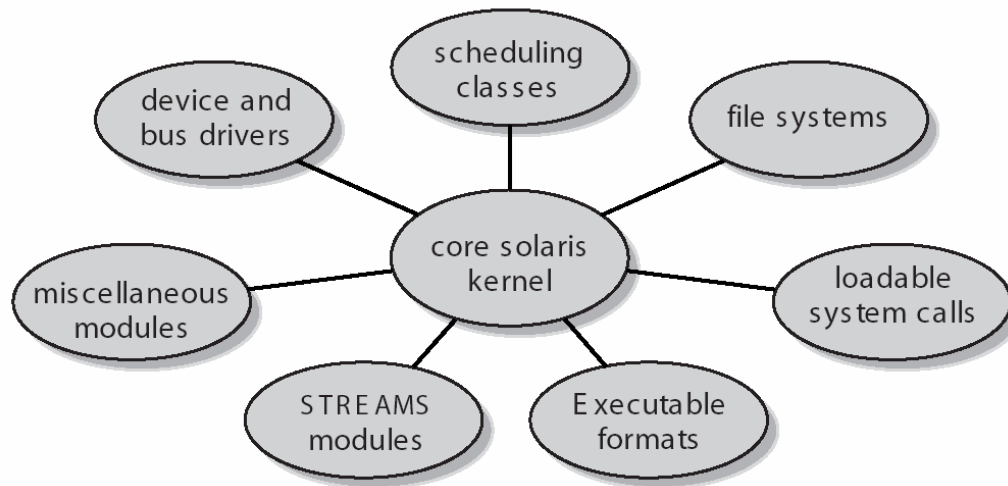 scheduling
classes
device and
bus drivers
file systems
core solaris
kernel
miscellaneous
modules
loadable
system calls
STREAMS
modules
Executable
formats